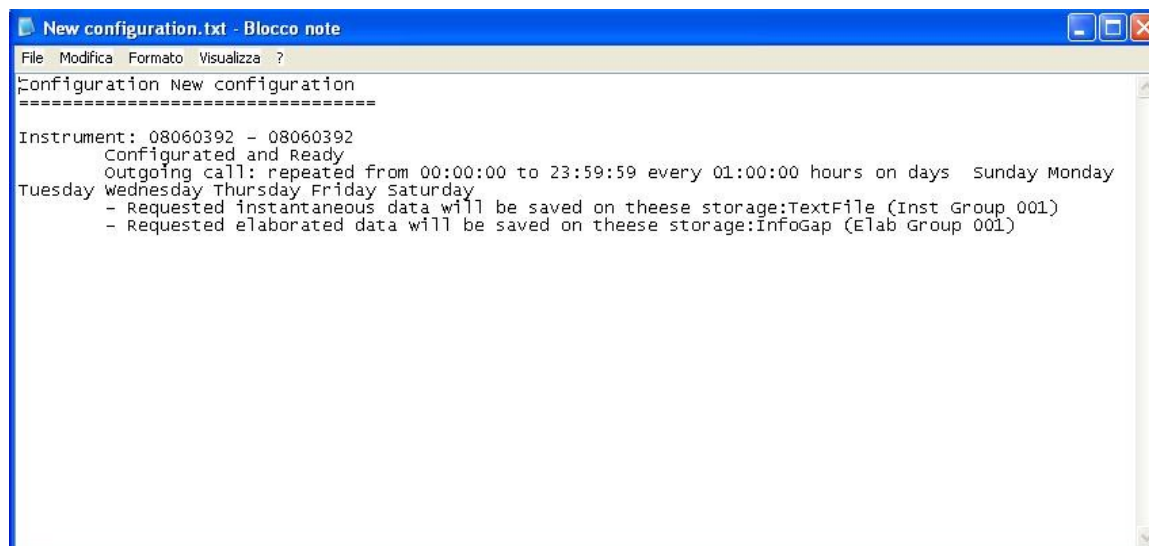 New configuration.txt - Blocco note
File Modifica Formato Visualizza ?
Configuration New configuration
=================================
Instrument: 08060392 - 08060392
Configurated and Ready
Outgoing call: repeated from 00:00:00 to 23:59:59 every 01:00:00 hours on days  Sunday Monday
Tuesday Wednesday Thursday Friday Saturday
- Requested instantaneous data will be saved on theese storage:TextFile (Inst Group 001)
- Requested elaborated data will be saved on theese storage:InfoGap (Elab Group 001)